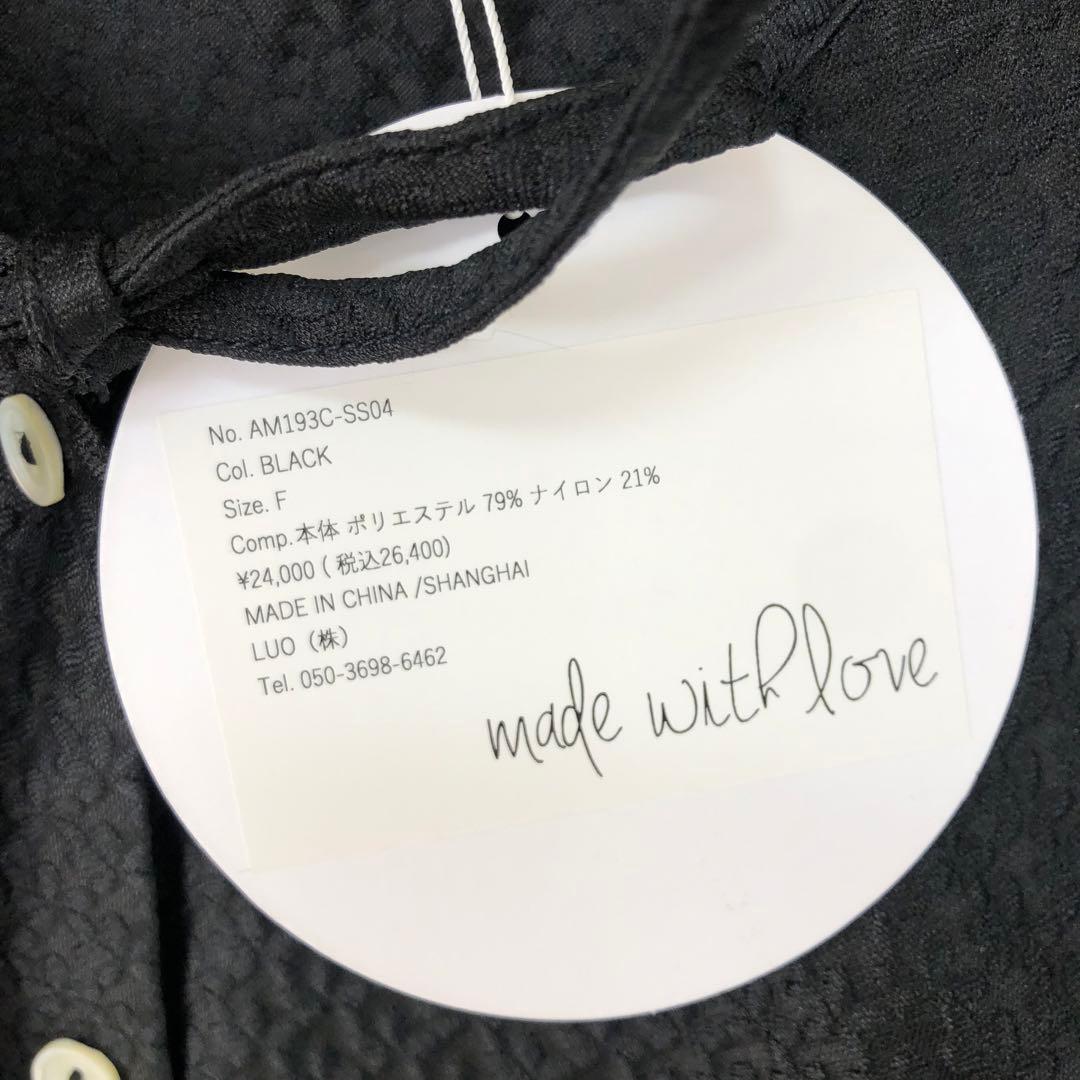 No. AM193C-SS04
Col. BLACK
Size. F
Comp.本体 ポリエステル 79% ナイロン 21%
¥24,000 ( 税込26,400)
MADE IN CHINA /SHANGHAI
LUO（株）
Tel. 050-3698-6462
made with love